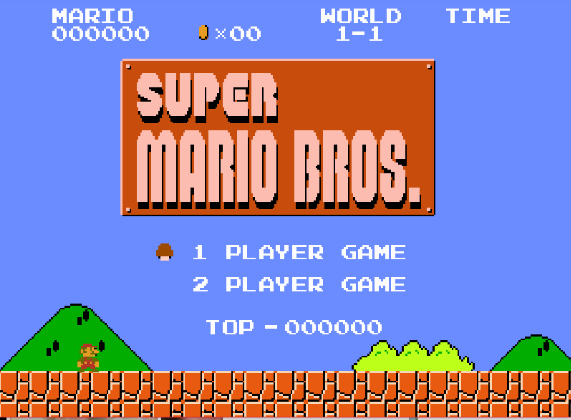 MARIO WORLD TIME
000000 ×00 1-1
SUPER
MARIO BROS.
1 PLAYER GAME
2 PLAYER GAME
TOP - 000000